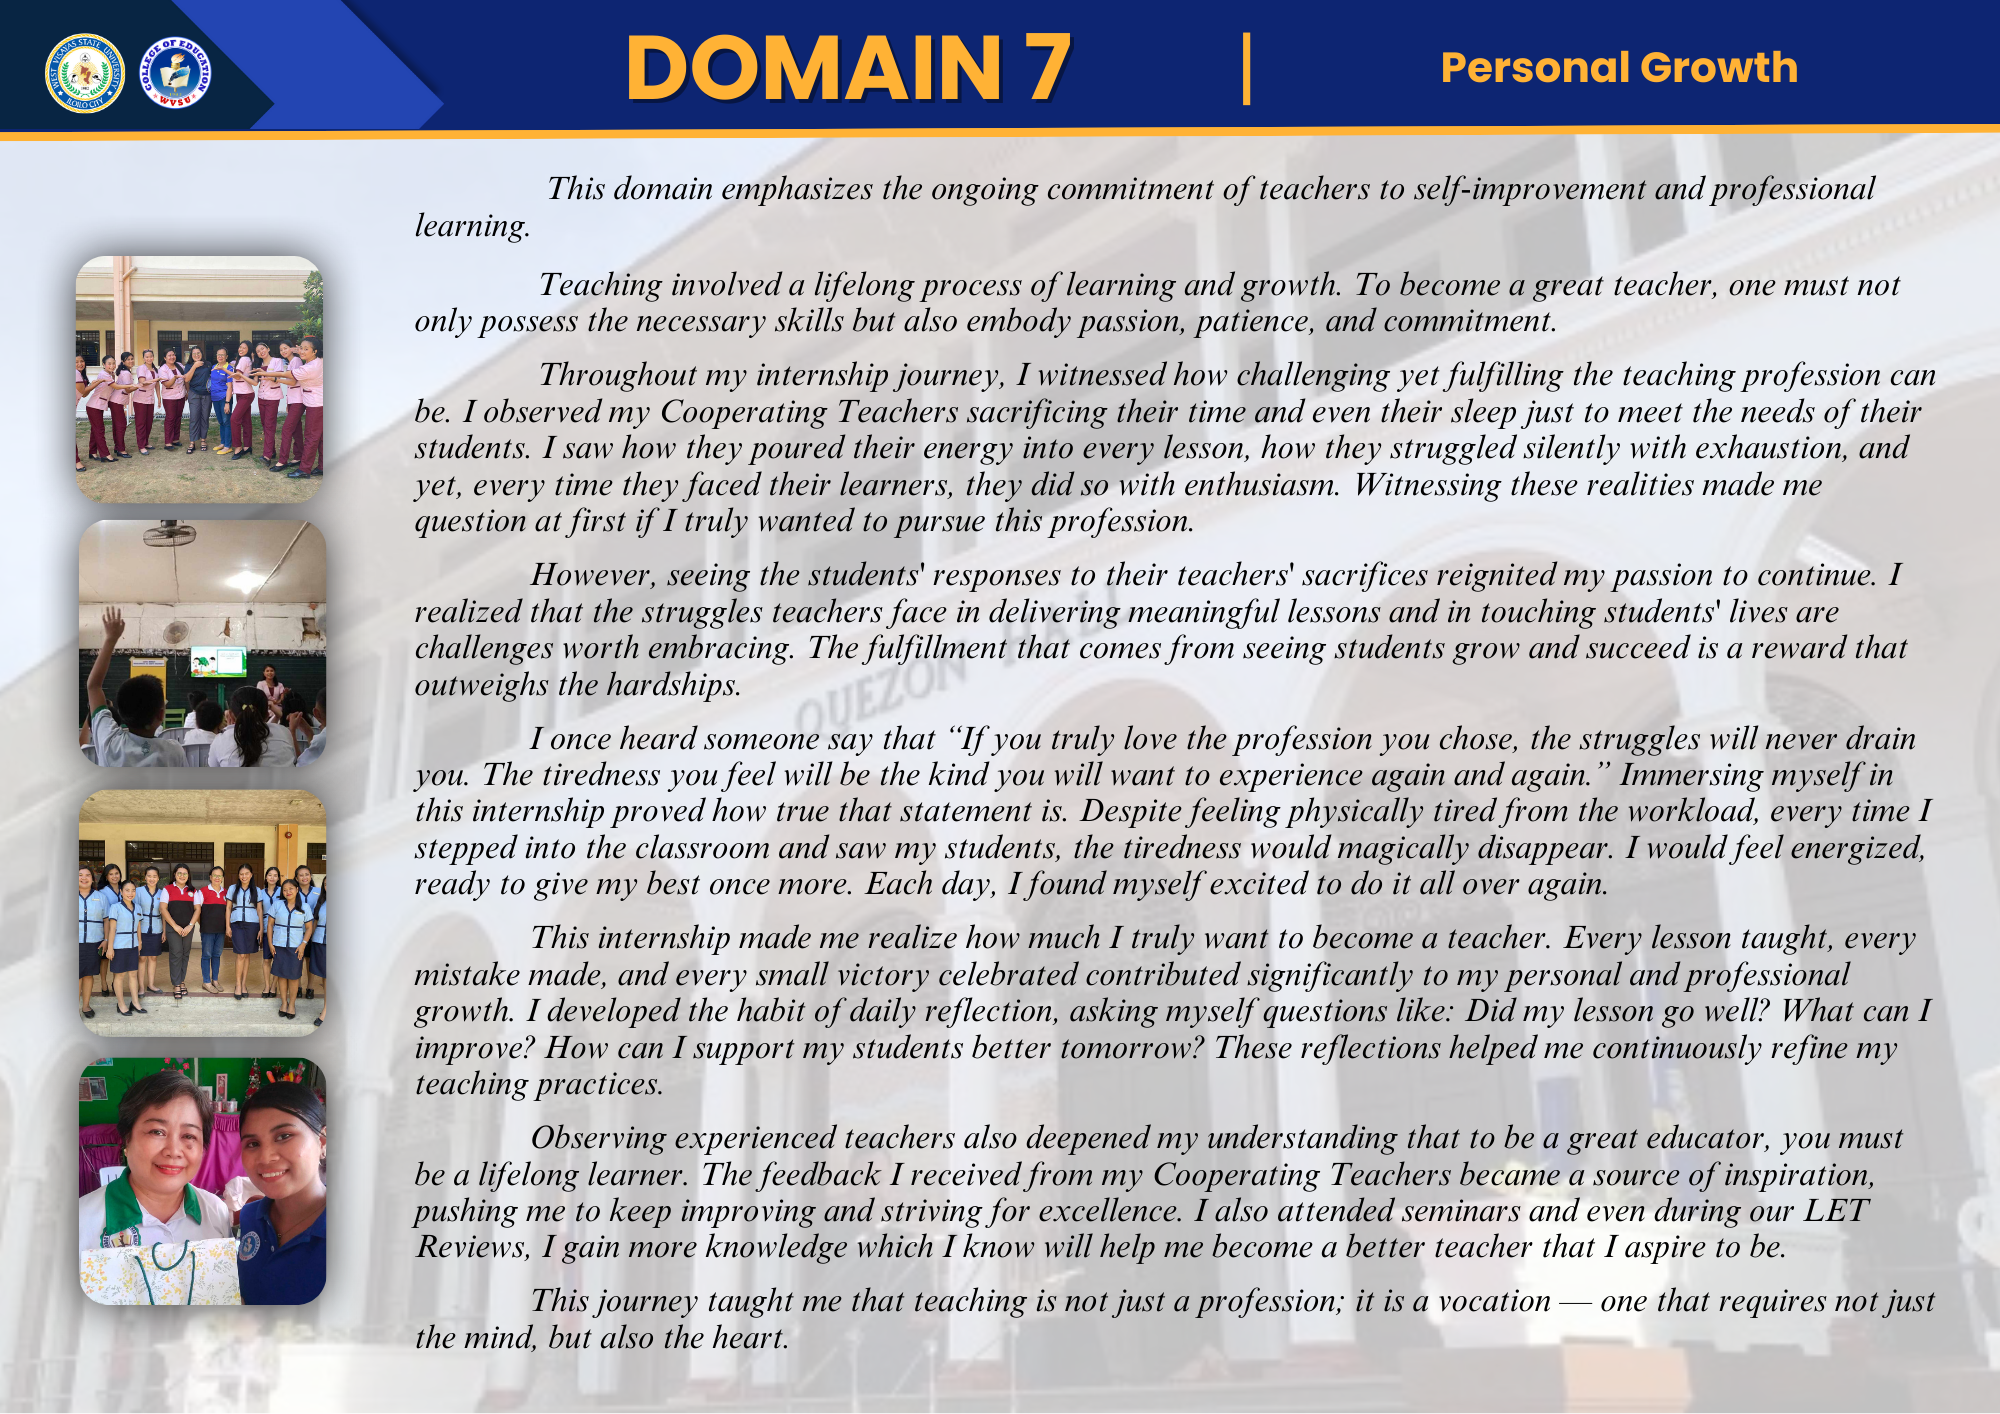 WEST VISAYAS STATE UNIVERSITY
ILOILO CITY
COLLEGE OF EDUCATION
WVSU
DOMAIN 7
Personal Growth
This domain emphasizes the ongoing commitment of teachers to self-improvement and professional
learning.
Teaching involved a lifelong process of learning and growth. To become a great teacher, one must not
only possess the necessary skills but also embody passion, patience, and commitment.
Throughout my internship journey, I witnessed how challenging yet fulfilling the teaching profession can
be. I observed my Cooperating Teachers sacrificing their time and even their sleep just to meet the needs of their
students. I saw how they poured their energy into every lesson, how they struggled silently with exhaustion, and
yet, every time they faced their learners, they did so with enthusiasm. Witnessing these realities made me
question at first if I truly wanted to pursue this profession.
However, seeing the students' responses to their teachers' sacrifices reignited my passion to continue. I
realized that the struggles teachers face in delivering meaningful lessons and in touching students' lives are
challenges worth embracing. The fulfillment that comes from seeing students grow and succeed is a reward that
outweighs the hardships.
QUEZON HALL
I once heard someone say that “If you truly love the profession you chose, the struggles will never drain
you. The tiredness you feel will be the kind you will want to experience again and again.” Immersing myself in
this internship proved how true that statement is. Despite feeling physically tired from the workload, every time I
stepped into the classroom and saw my students, the tiredness would magically disappear. I would feel energized,
ready to give my best once more. Each day, I found myself excited to do it all over again.
This internship made me realize how much I truly want to become a teacher. Every lesson taught, every
mistake made, and every small victory celebrated contributed significantly to my personal and professional
growth. I developed the habit of daily reflection, asking myself questions like: Did my lesson go well? What can I
improve? How can I support my students better tomorrow? These reflections helped me continuously refine my
teaching practices.
Observing experienced teachers also deepened my understanding that to be a great educator, you must
be a lifelong learner. The feedback I received from my Cooperating Teachers became a source of inspiration,
pushing me to keep improving and striving for excellence. I also attended seminars and even during our LET
Reviews, I gain more knowledge which I know will help me become a better teacher that I aspire to be.
This journey taught me that teaching is not just a profession; it is a vocation — one that requires not just
the mind, but also the heart.